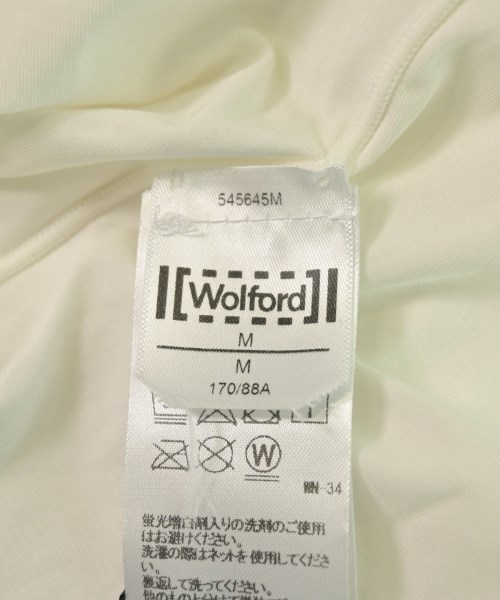 545645M
[Wolford]
M
M
170/88A
W
-34
蛍光増白剤入りの洗剤のご使用
はお避けください。
洗濯の際はネットを使用してくださ
い。
裏返して洗ってください。